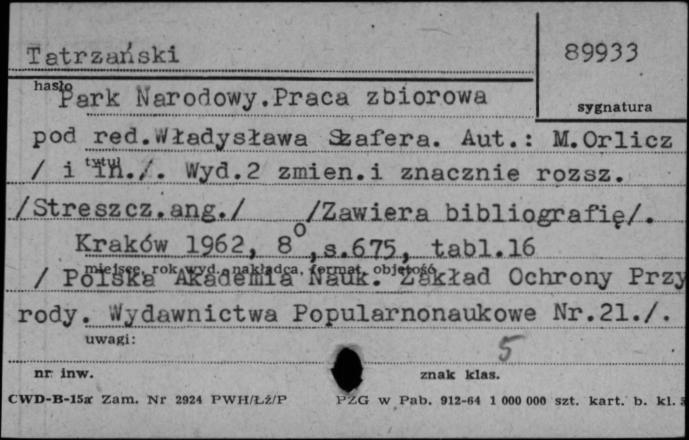 Tatrzański
89933
hasło
Park Narodowy.Praca zbiorowa
sygnatura
pod red.Władysława Szafera. Aut.: M.Orlicz
tytuł
/ i in./. Wyd.2 zmien.i znacznie rozsz.
/Streszcz.ang./ /Zawiera bibliografię/.
Kraków 1962, 8°,s.675, tabl.16
miejsce, rok wyd., nakładca, format, objętość
/ Polska Akademia Nauk. Zakład Ochrony Przy
rody. Wydawnictwa Popularnonaukowe Nr.21./.
uwagi:
5
nr inw.
znak klas.
CWD-B-15a Zam. Nr 2924 PWH/Łź/P
PZG w Pab. 912-64 1 000 000 szt. kart. b. kl.